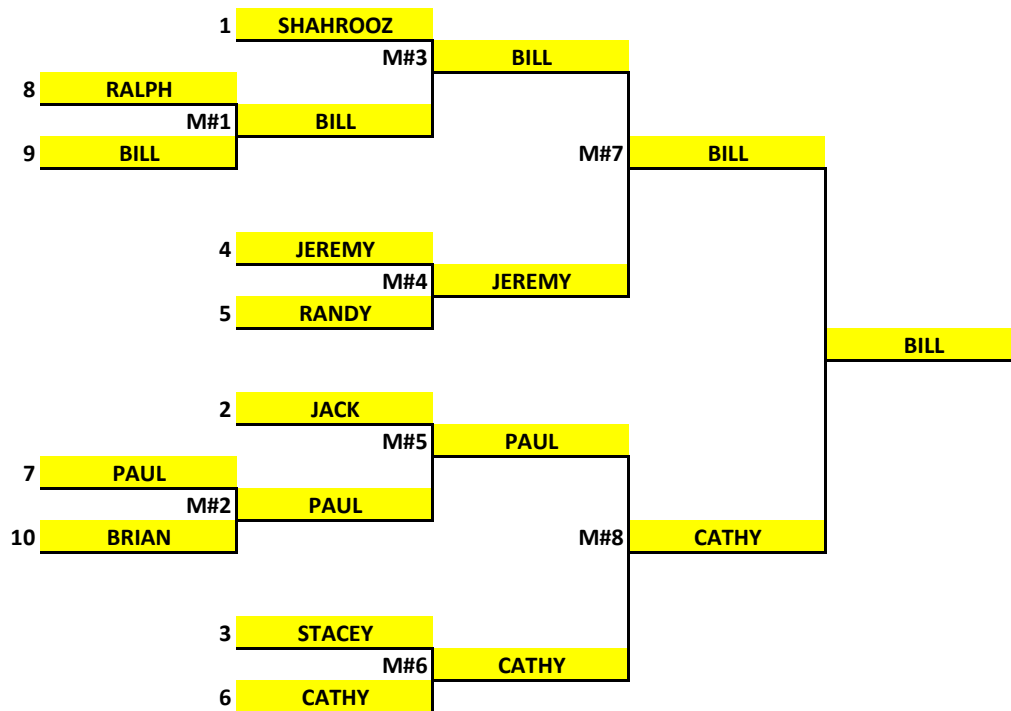 1 SHAHROOZ
M#3 BILL
8 RALPH
M#1 BILL
9 BILL
M#7 BILL
4 JEREMY
M#4 JEREMY
5 RANDY
BILL
2 JACK
M#5 PAUL
7 PAUL
M#2 PAUL
10 BRIAN
M#8 CATHY
3 STACEY
M#6 CATHY
6 CATHY